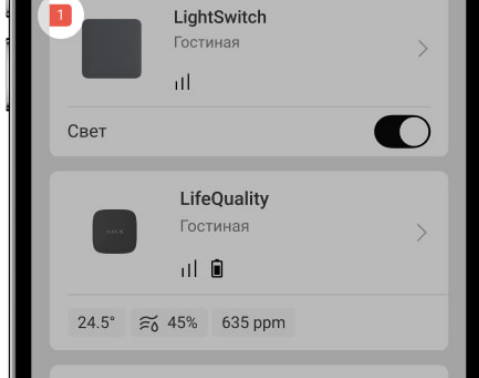 1
LightSwitch
Гостиная
Свет
LifeQuality
Гостиная
24.5° 45% 635 ppm